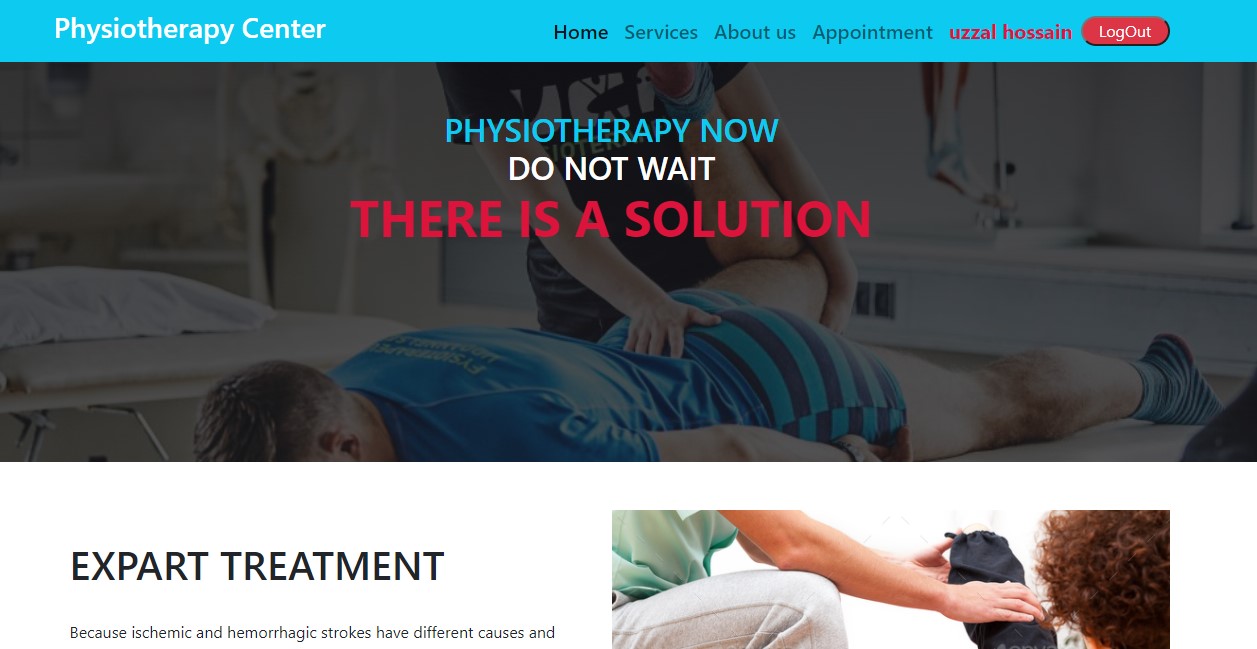 Physiotherapy Center
Home Services About us Appointment uzzal hossain LogOut
PHYSIOTHERAPY NOW
DO NOT WAIT
THERE IS A SOLUTION
EXPART TREATMENT
Because ischemic and hemorrhagic strokes have different causes and